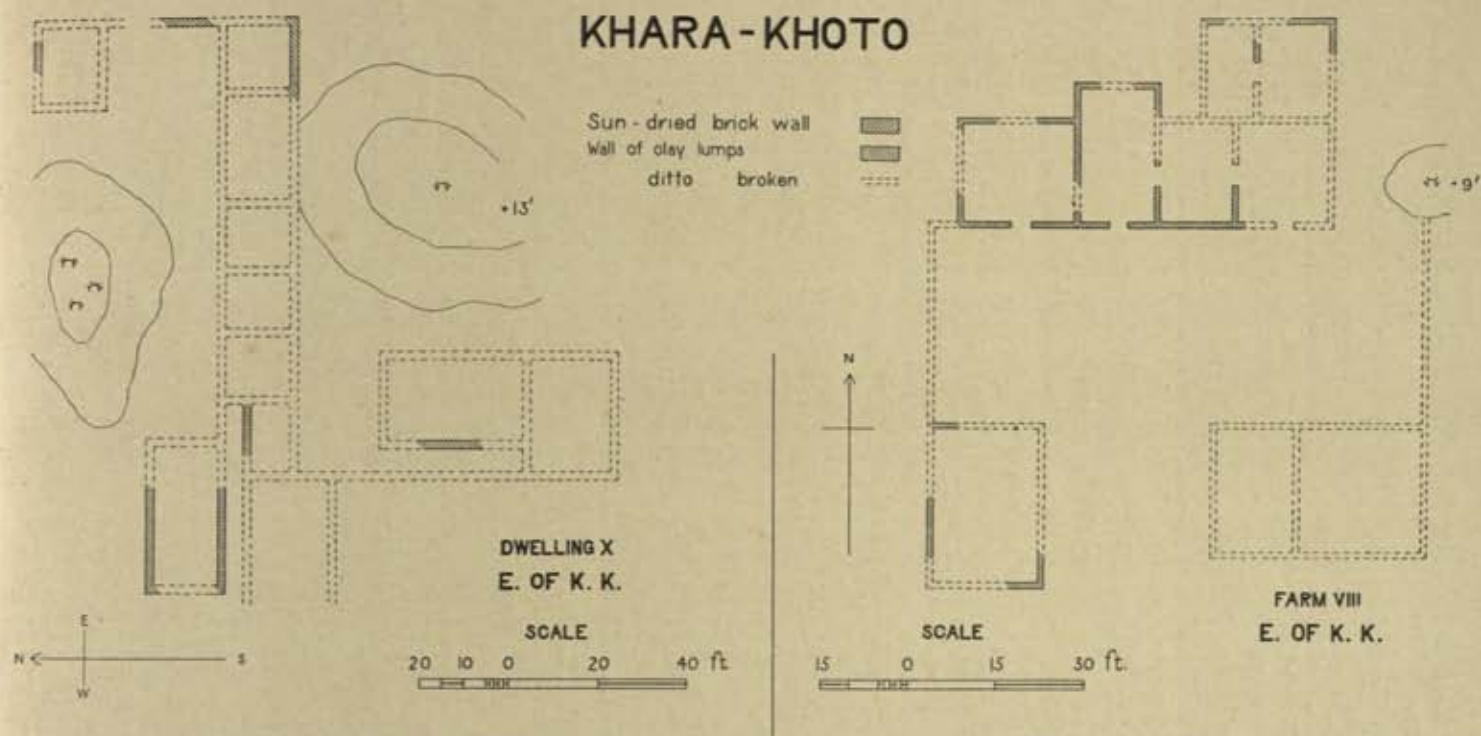 KHARA-KHOTO
Sun-dried brick wall
Wall of clay lumps
ditto broken
+13'
+9'
N
DWELLING X
E. OF K. K.
SCALE
20 10 0 20 40 ft.
E
N S
W
FARM VIII
E. OF K. K.
SCALE
15 0 15 30 ft.